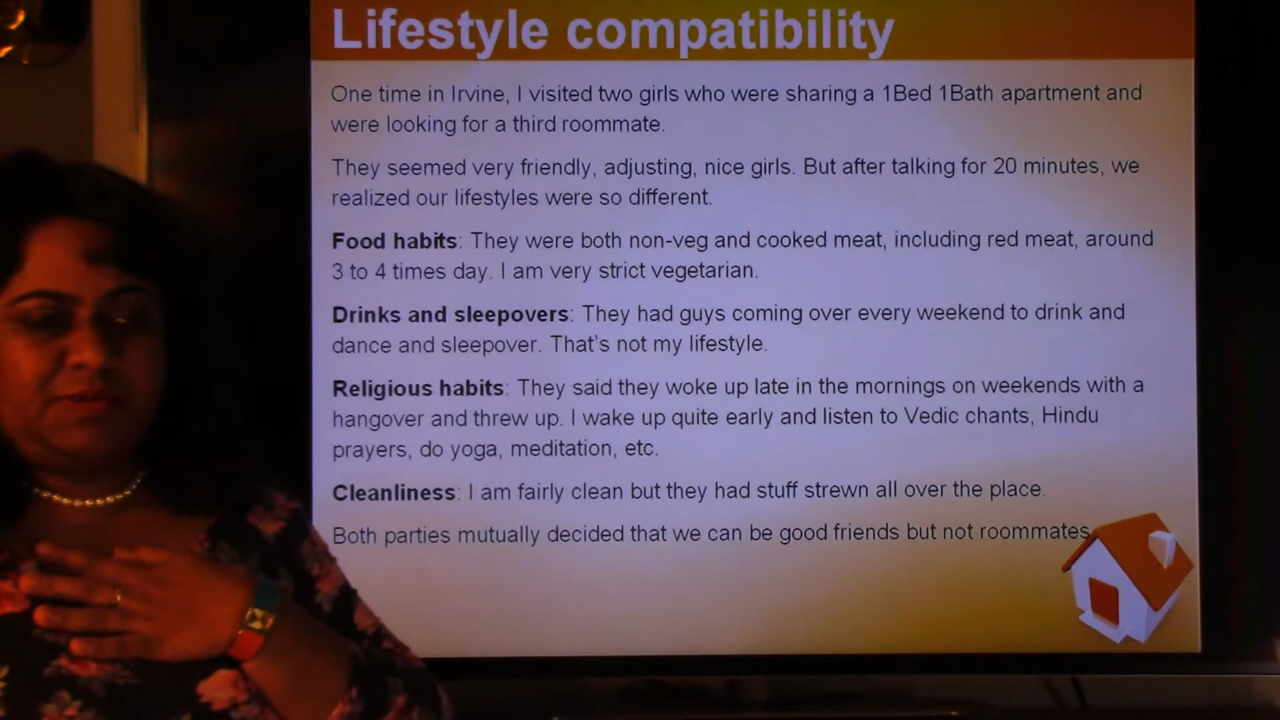 Lifestyle compatibility
One time in Irvine, I visited two girls who were sharing a 1Bed 1Bath apartment and
were looking for a third roommate.
They seemed very friendly, adjusting, nice girls. But after talking for 20 minutes, we
realized our lifestyles were so different.
Food habits: They were both non-veg and cooked meat, including red meat, around
3 to 4 times day. I am very strict vegetarian.
Drinks and sleepovers: They had guys coming over every weekend to drink and
dance and sleepover. That's not my lifestyle.
Religious habits: They said they woke up late in the mornings on weekends with a
hangover and threw up. I wake up quite early and listen to Vedic chants, Hindu
prayers, do yoga, meditation, etc.
Cleanliness: I am fairly clean but they had stuff strewn all over the place.
Both parties mutually decided that we can be good friends but not roommates